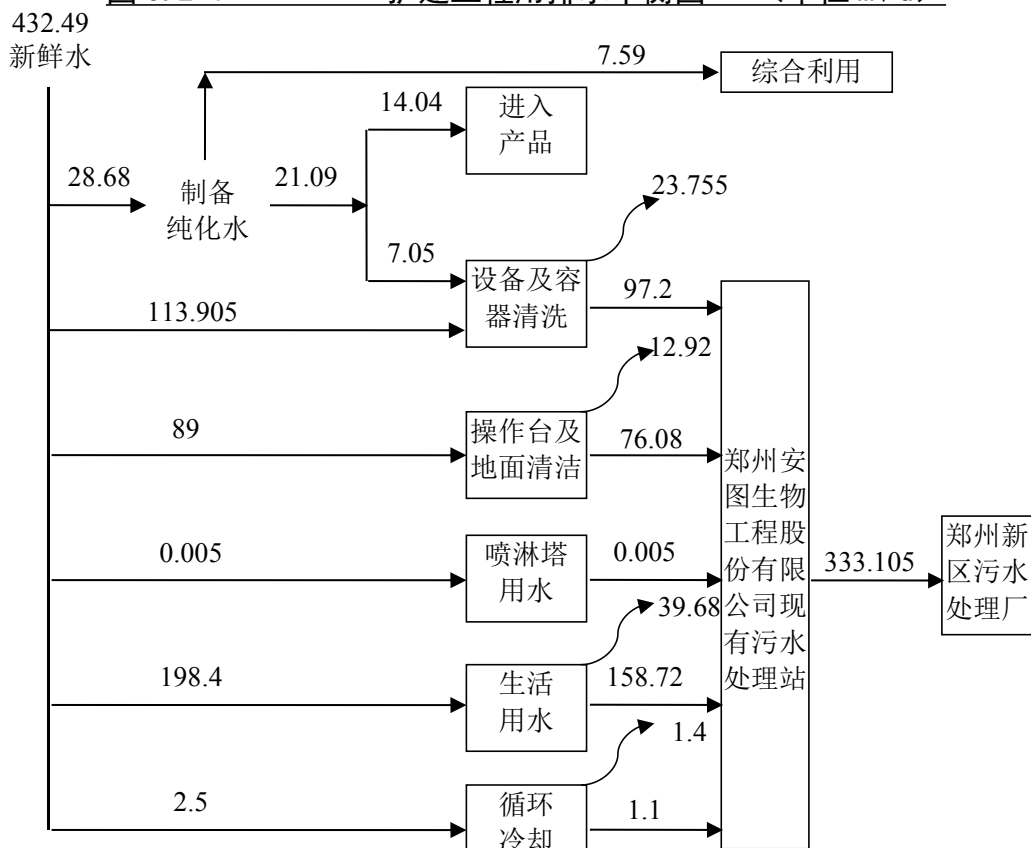 432.49
新鲜水
7.59
综合利用
14.04
进入
产品
28.68
制备
纯化水
21.09
23.755
7.05
设备及容
器清洗
97.2
113.905
12.92
89
操作台及
地面清洁
76.08
郑州安
图生物
工程股
份有限
公司现
有污水
处理站
0.005
喷淋塔
用水
0.005
333.105
郑州新
区污水
处理厂
39.68
198.4
生活
用水
158.72
1.4
2.5
循环
冷却
1.1